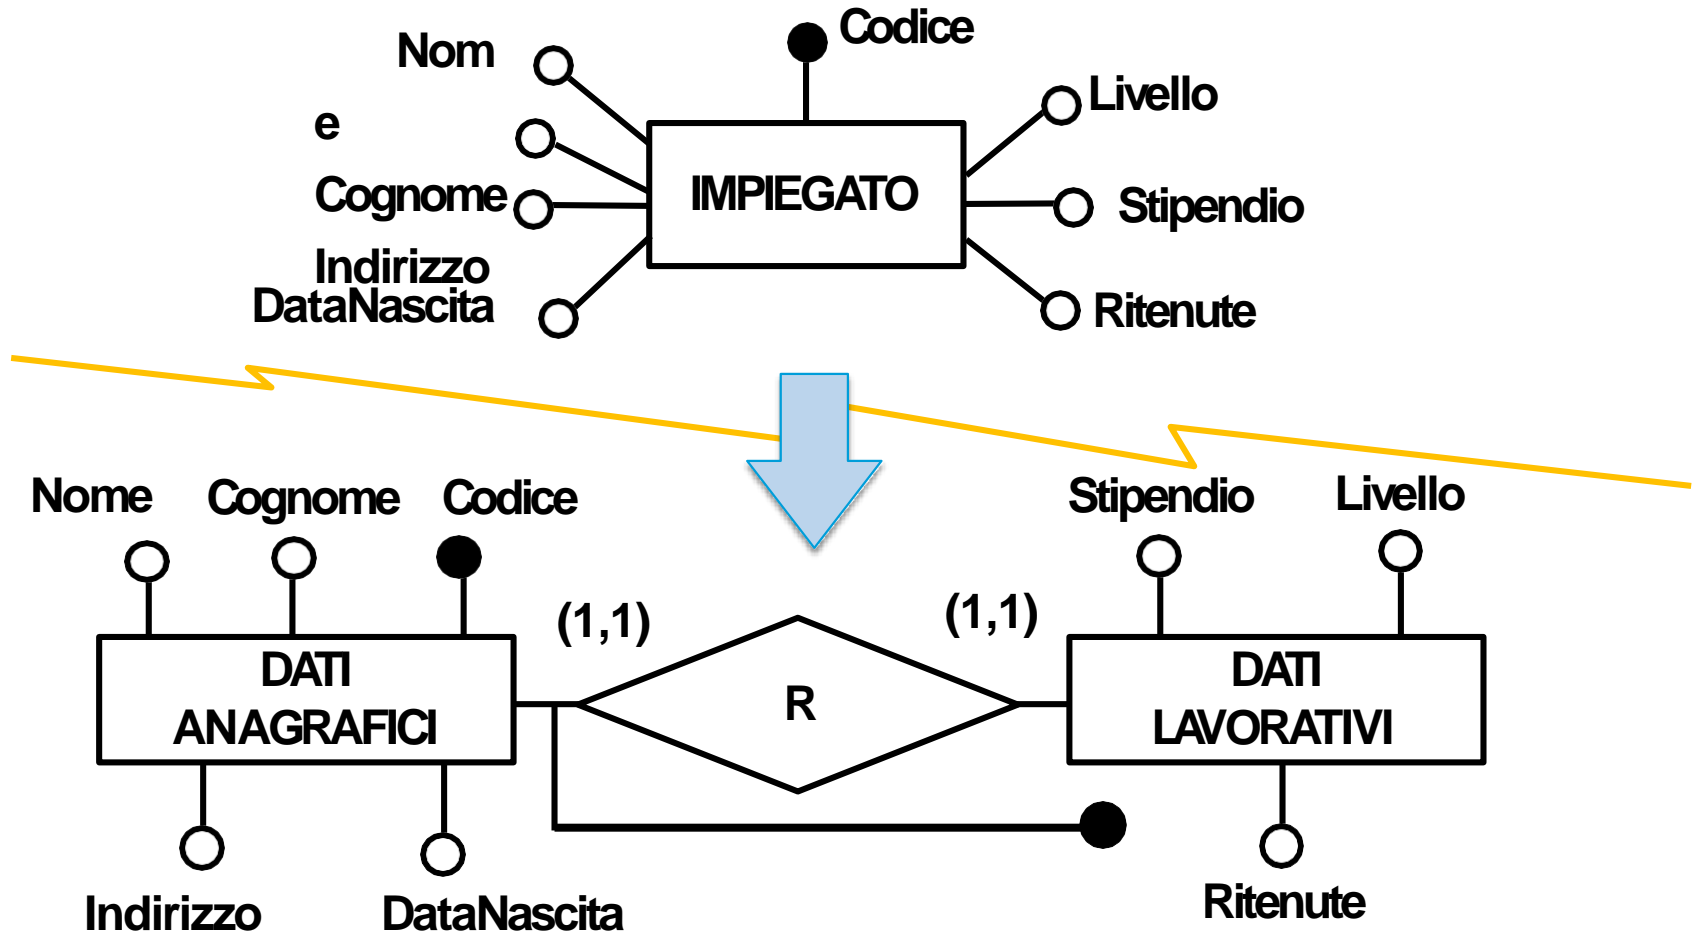 Codice
Nom
e
Livello
Cognome
IMPIEGATO
Stipendio
Indirizzo
DataNascita
Ritenute
Nome
Cognome
Codice
Stipendio
Livello
(1,1)
(1,1)
DATI
ANAGRAFICI
R
DATI
LAVORATIVI
Indirizzo
DataNascita
Ritenute